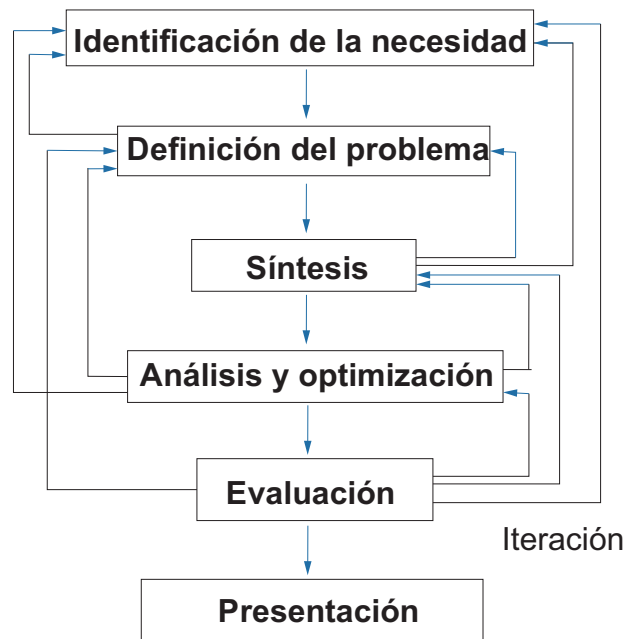 Identificación de la necesidad
Definición del problema
Síntesis
Análisis y optimización
Evaluación
Iteración
Presentación